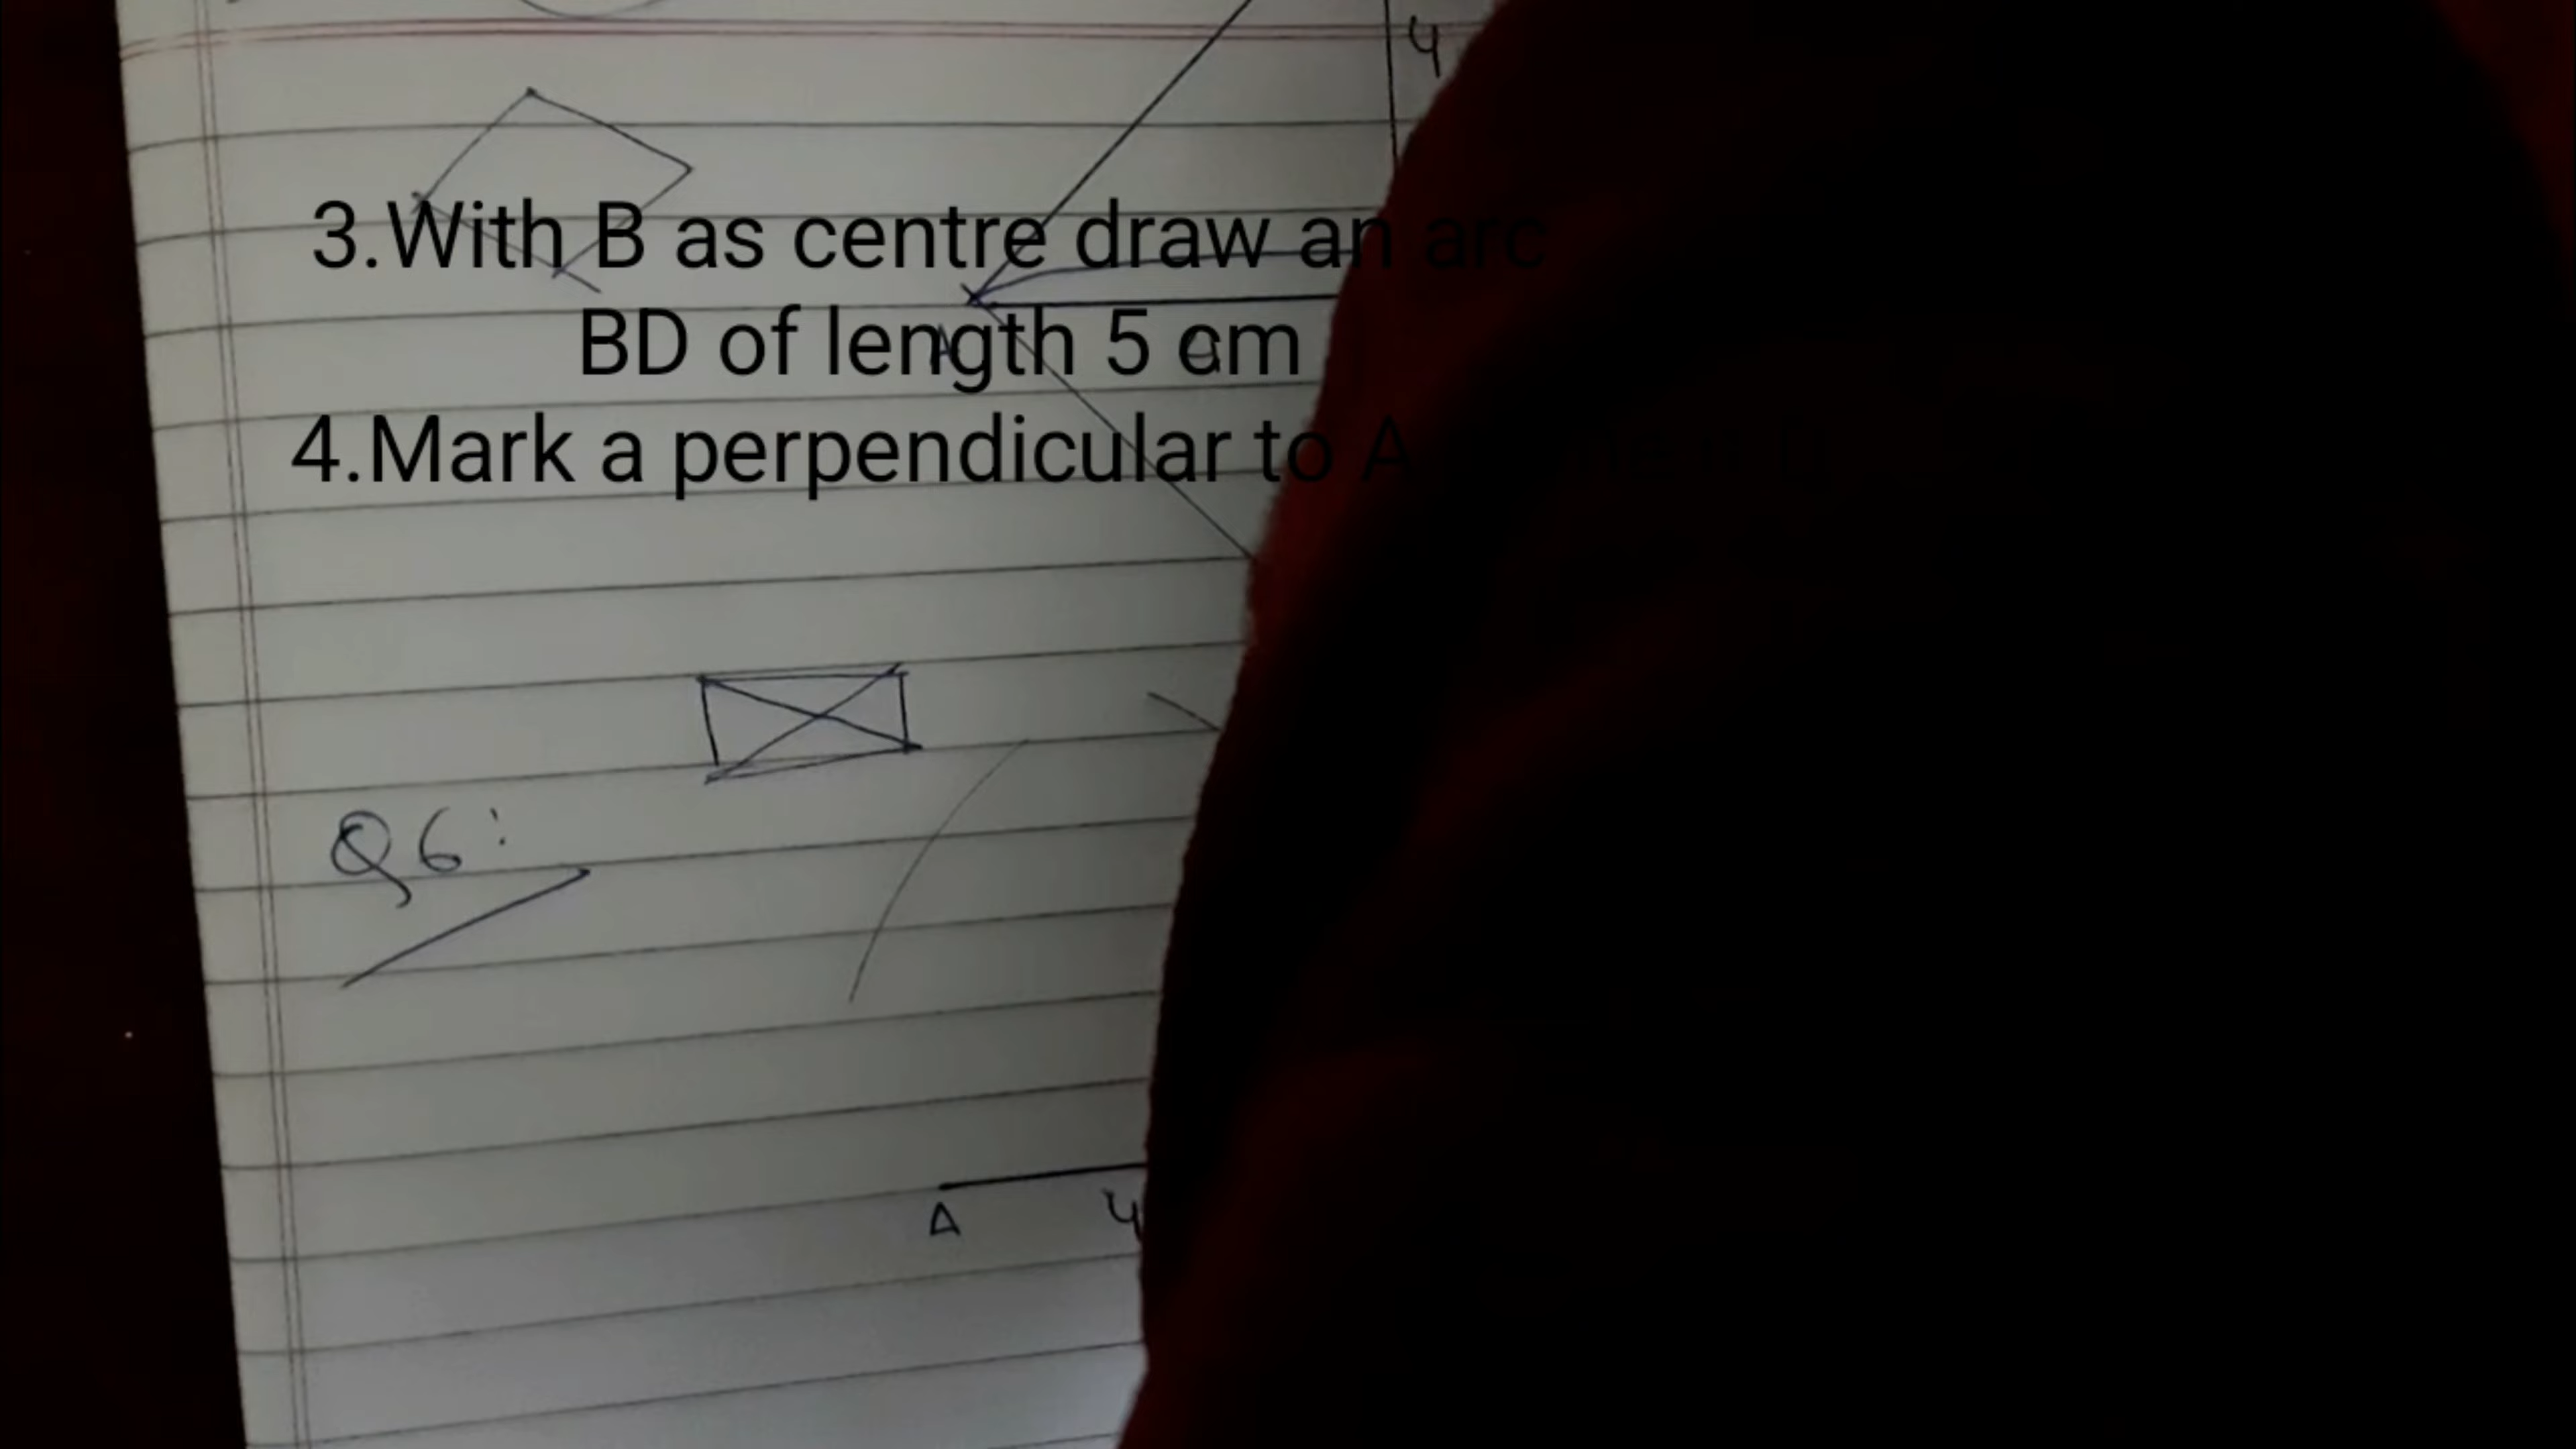 4
3.With B as centre draw an arc
BD of length 5 cm
4.Mark a perpendicular to A
Q6:
A 4